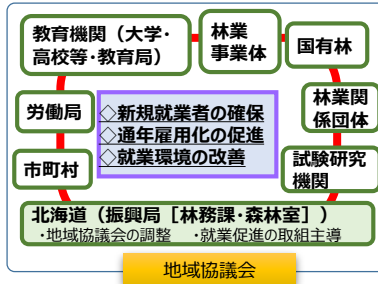 教育機関（大学・
高校等・教育局）
林業
事業体
国有林
労働局
◇新規就業者の確保
◇通年雇用化の促進
◇就業環境の改善
林業関
係団体
市町村
試験研究
機関
北海道（振興局［林務課・森林室］）
・地域協議会の調整　・就業促進の取組主導
地域協議会